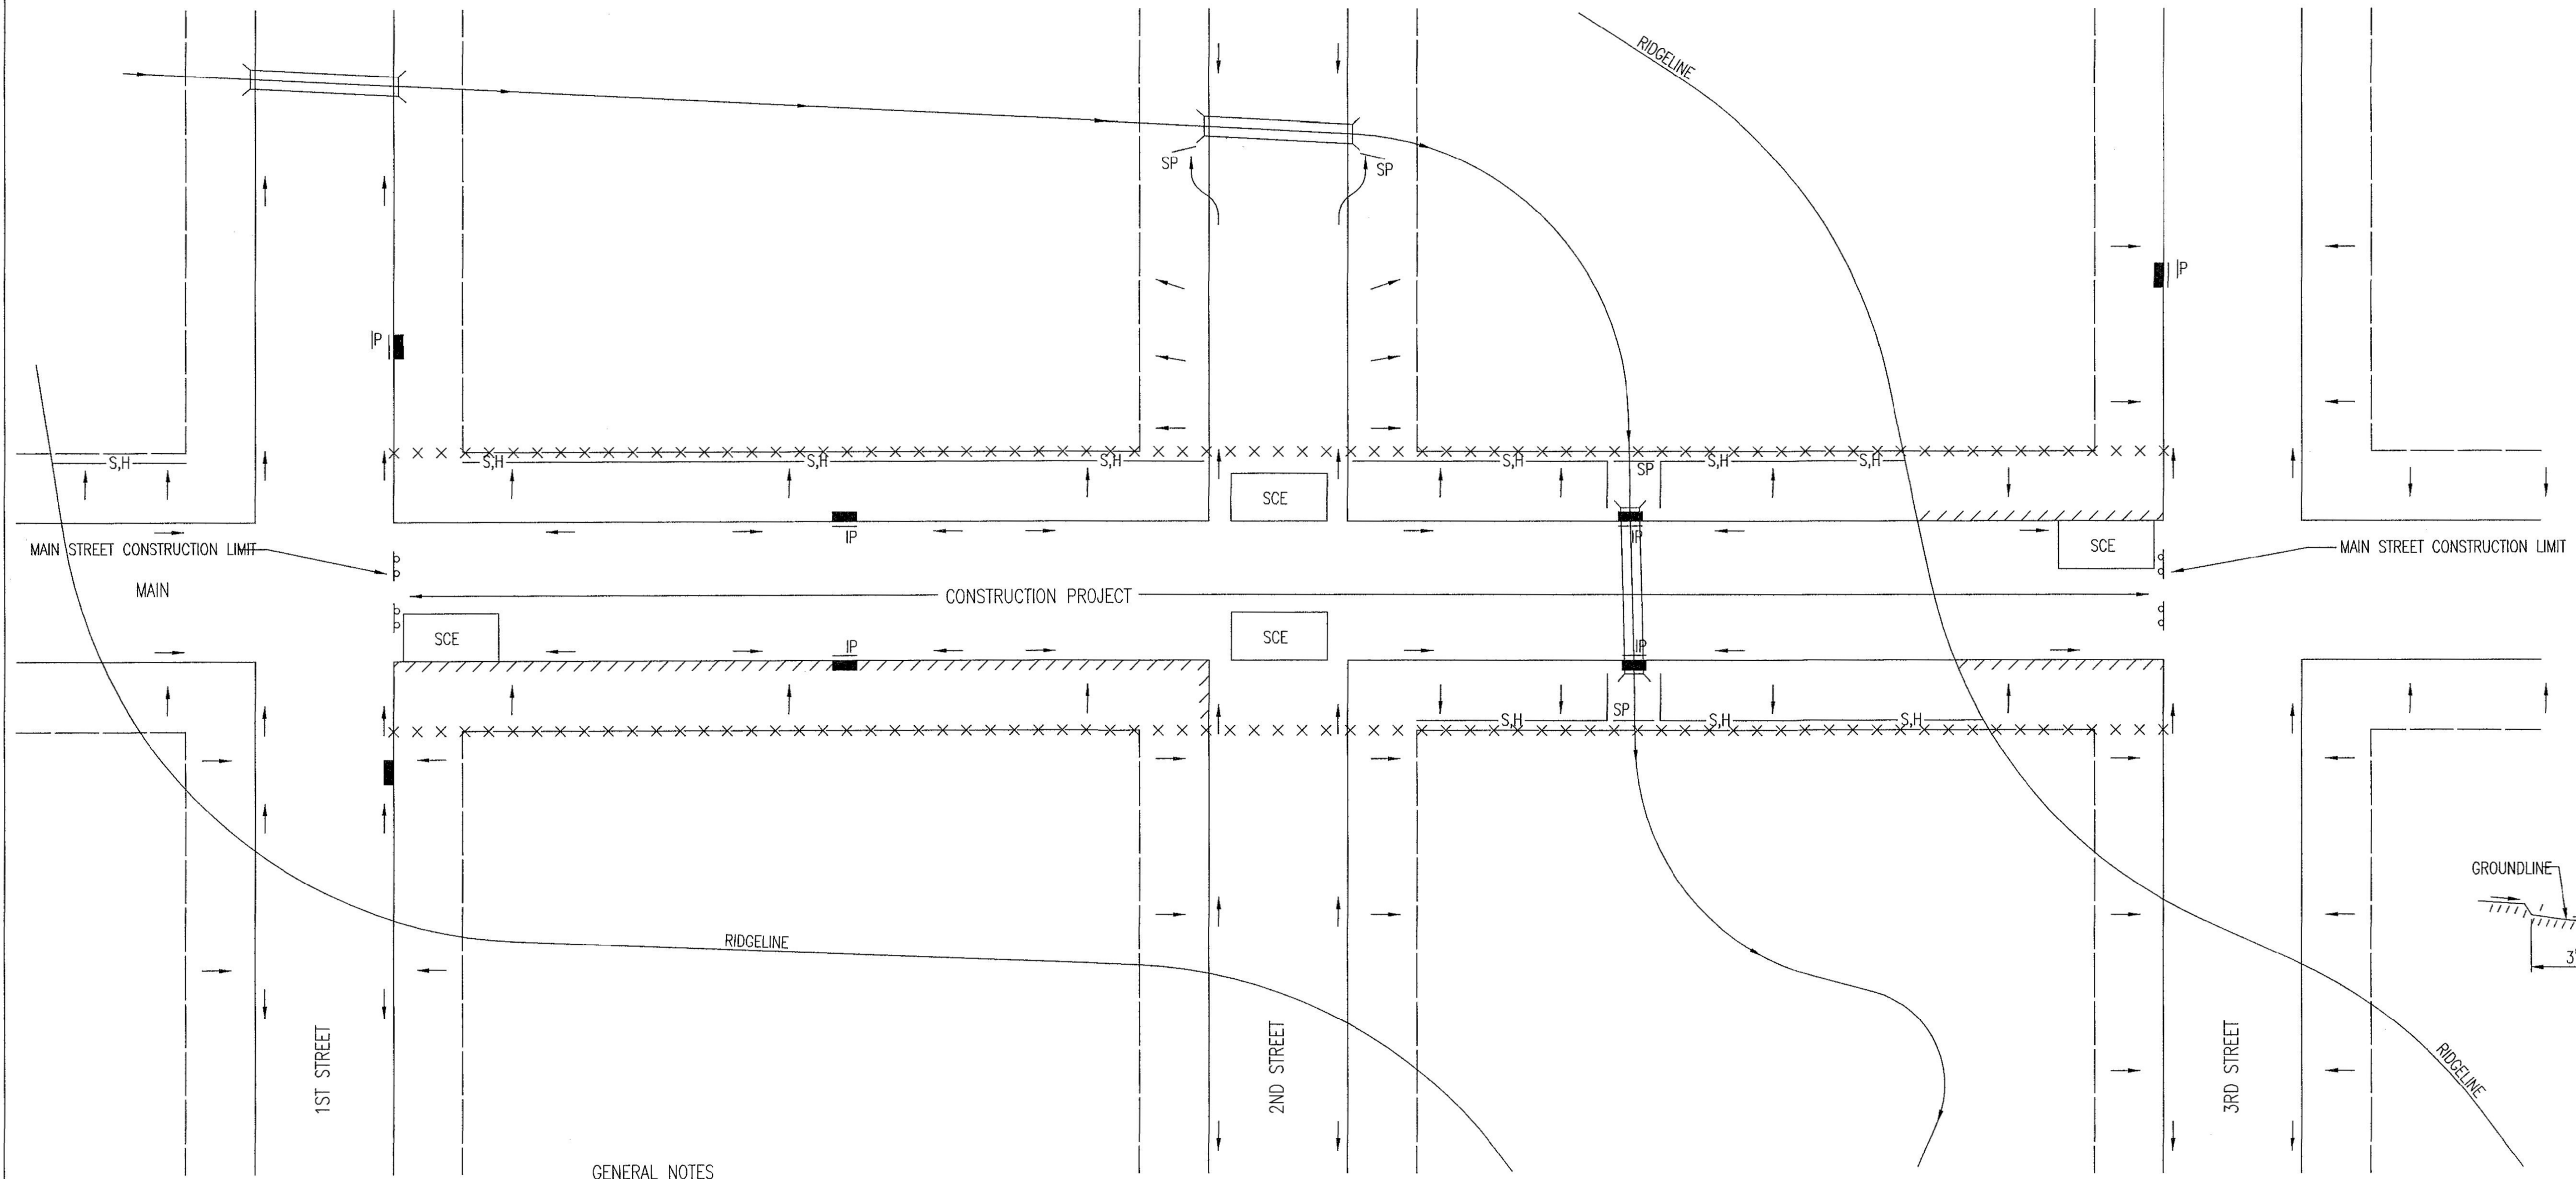 RIDGELINE
SP
SP
IP
IP
S,H
S,H
S,H
S,H
S,H
SP
S,H
S,H
SCE
IP
IP
SCE
MAIN STREET CONSTRUCTION LIMIT
MAIN STREET CONSTRUCTION LIMIT
MAIN
CONSTRUCTION PROJECT
SCE
SCE
IP
IP
S,H
SP
S,H
S,H
GROUNDLINE
RIDGELINE
3'
1ST STREET
2ND STREET
3RD STREET
RIDGELINE
GENERAL NOTES